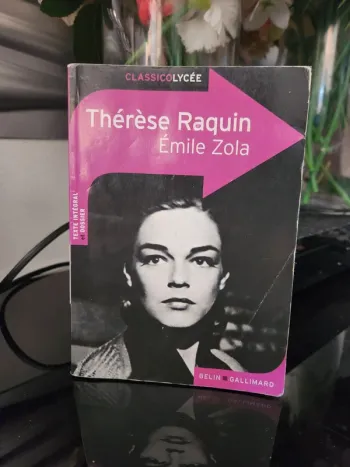 CLASSICOLYCÉE
Thérèse Raquin
Émile Zola
TEXTE INTÉGRAL
+ DOSSIER
BELIN GALLIMARD